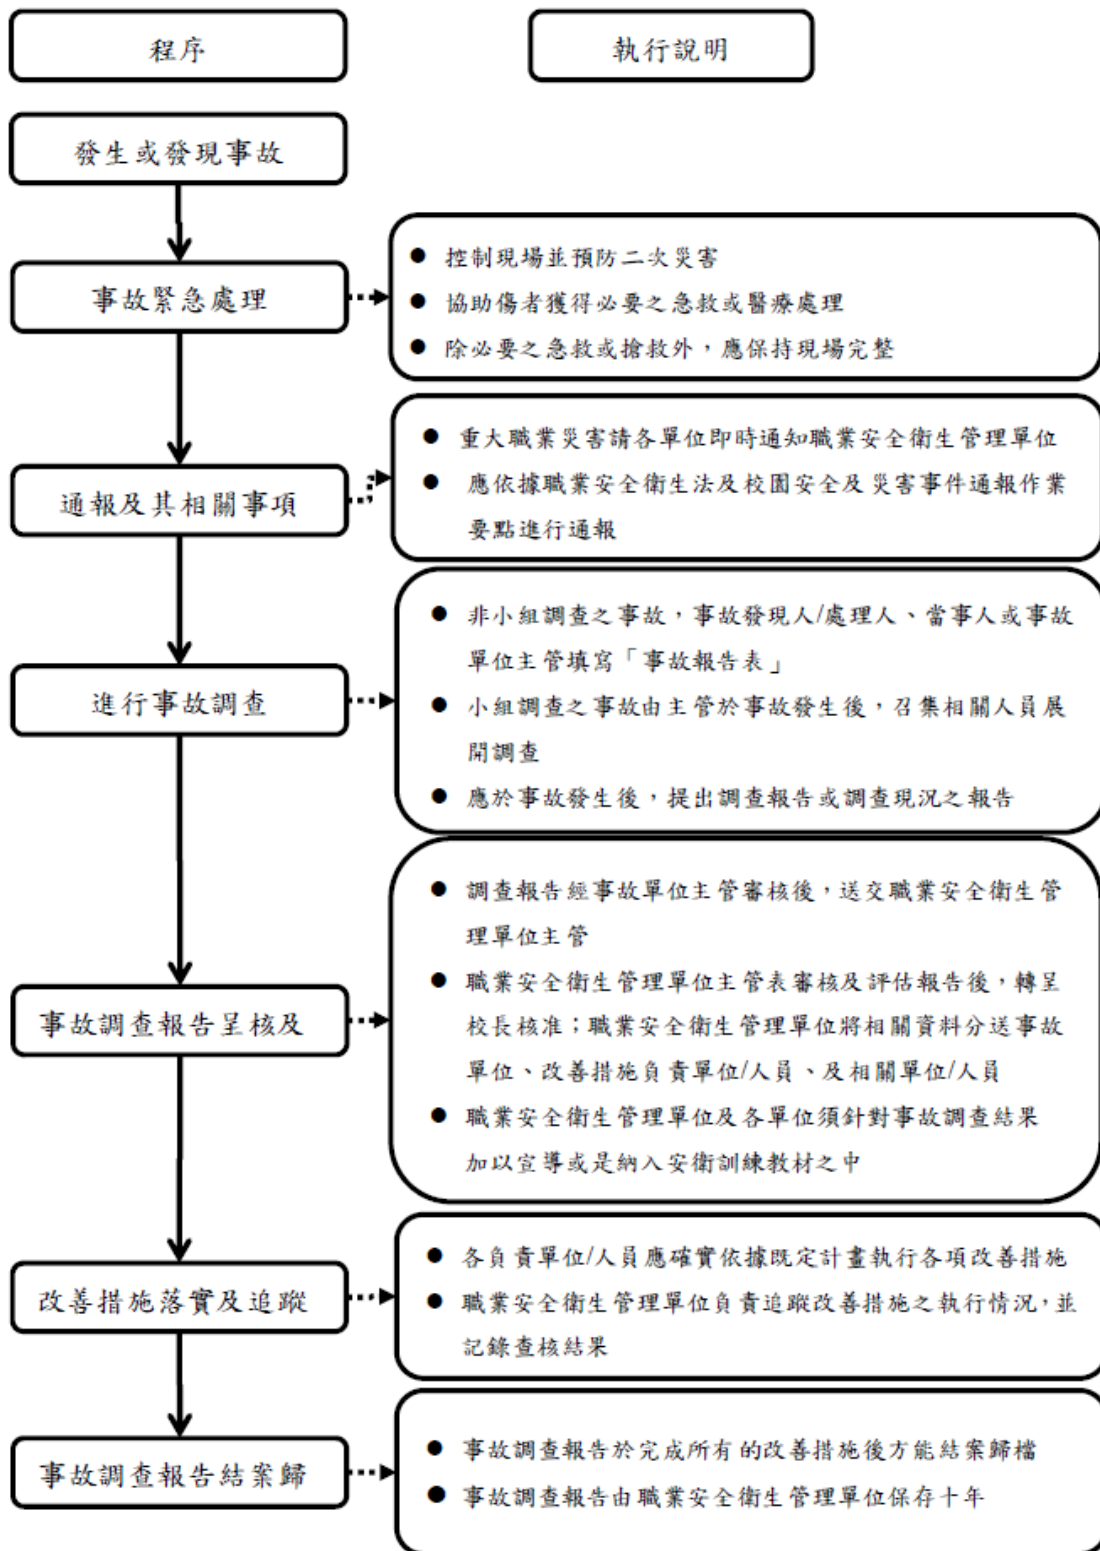 程序
執行說明
發生或發現事故
事故緊急處理
● 控制現場並預防二次災害
● 協助傷者獲得必要之急救或醫療處理
● 除必要之急救或搶救外，應保持現場完整
通報及其相關事項
● 重大職業災害請各單位即時通知職業安全衛生管理單位
● 應依據職業安全衛生法及校園安全及災害事件通報作業
要點進行通報
進行事故調查
● 非小組調查之事故，事故發現人/處理人、當事人或事故
單位主管填寫「事故報告表」
● 小組調查之事故由主管於事故發生後，召集相關人員展
開調查
● 應於事故發生後，提出調查報告或調查現況之報告
事故調查報告呈核及
● 調查報告經事故單位主管審核後，送交職業安全衛生管
理單位主管
● 職業安全衛生管理單位主管表審核及評估報告後，轉呈
校長核准；職業安全衛生管理單位將相關資料分送事故
單位、改善措施負責單位/人員、及相關單位/人員
● 職業安全衛生管理單位及各單位須針對事故調查結果
加以宣導或是納入安衛訓練教材之中
改善措施落實及追蹤
● 各負責單位/人員應確實依據既定計畫執行各項改善措施
● 職業安全衛生管理單位負責追蹤改善措施之執行情況，並
記錄查核結果
事故調查報告結案歸
● 事故調查報告於完成所有的改善措施後方能結案歸檔
● 事故調查報告由職業安全衛生管理單位保存十年